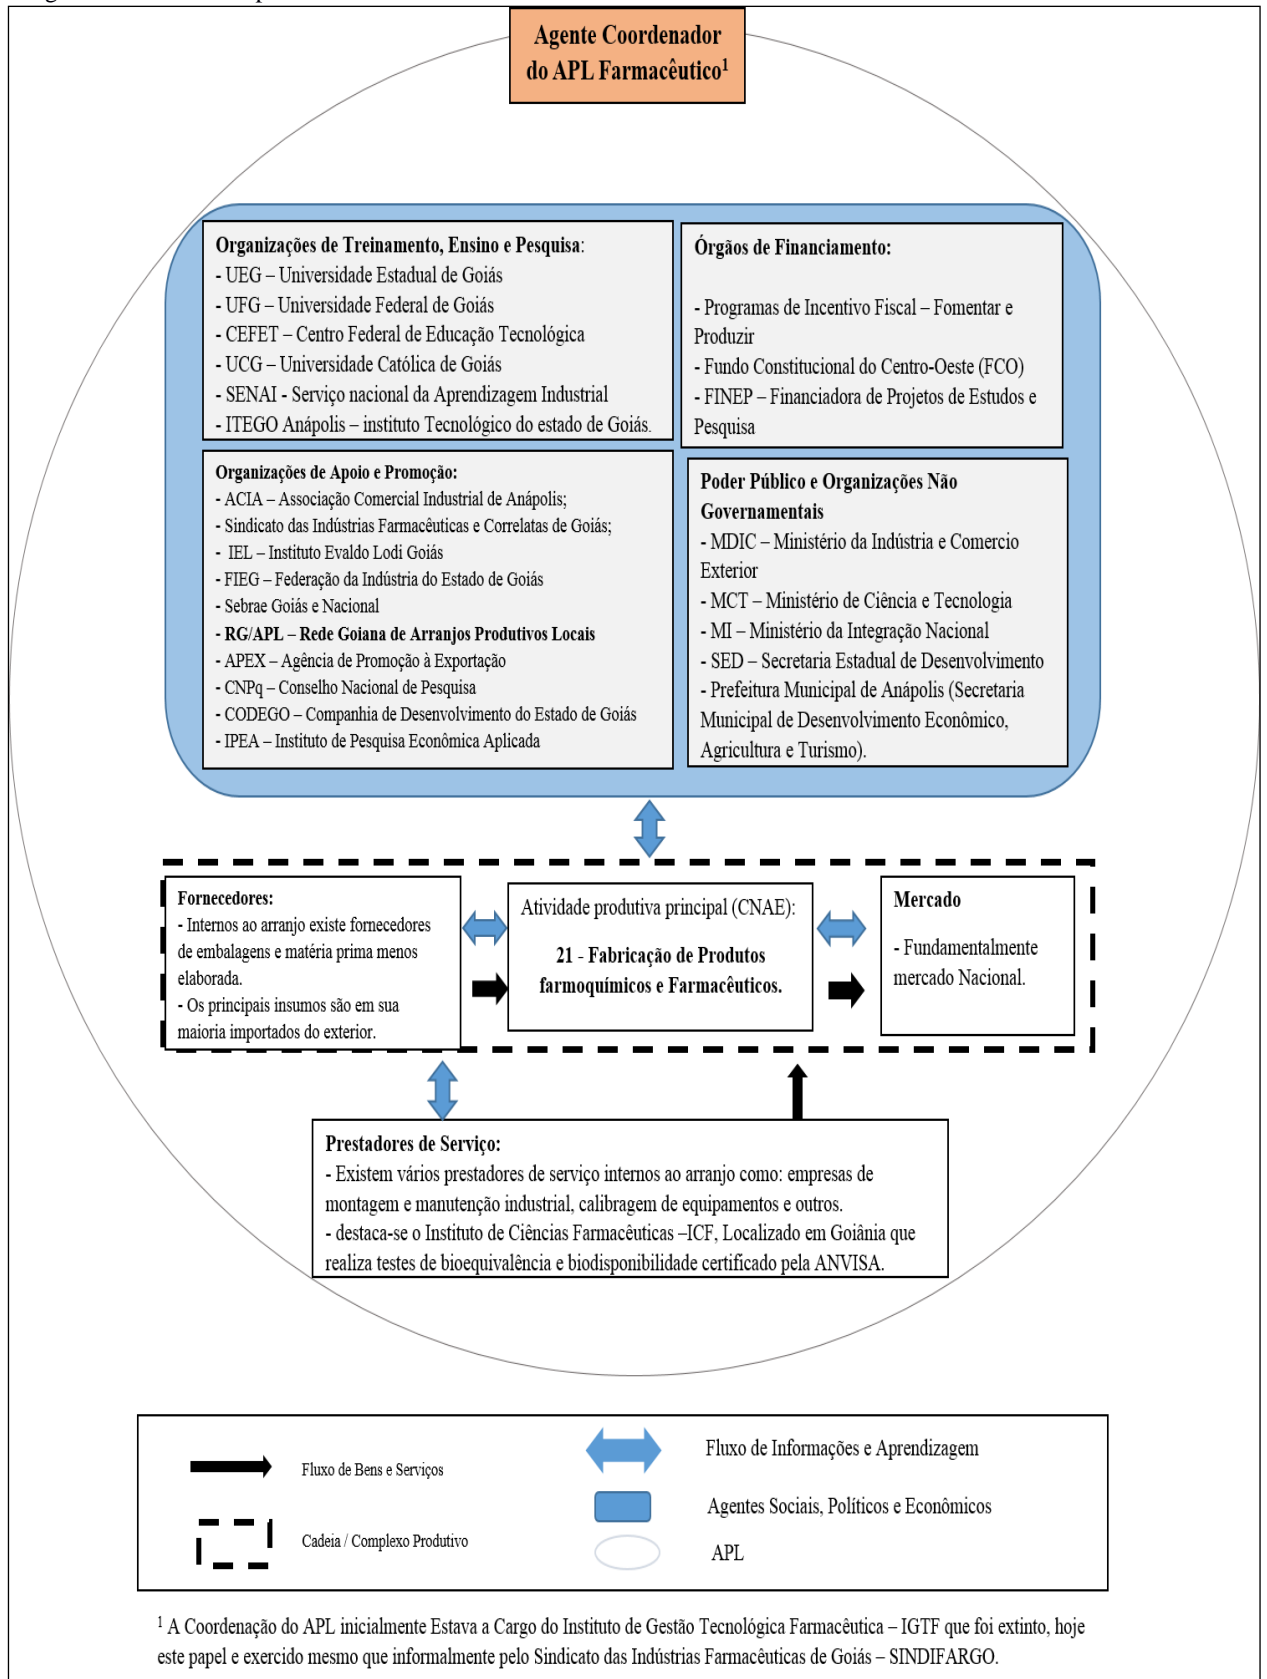 Agente Coordenador
do APL Farmacêutico¹
Organizações de Treinamento, Ensino e Pesquisa:
- UEG – Universidade Estadual de Goiás
- UFG – Universidade Federal de Goiás
- CEFET – Centro Federal de Educação Tecnológica
- UCG – Universidade Católica de Goiás
- SENAI - Serviço nacional da Aprendizagem Industrial
- ITEGO Anápolis – instituto Tecnológico do estado de Goiás.
Órgãos de Financiamento:
- Programas de Incentivo Fiscal – Fomentar e
Produzir
- Fundo Constitucional do Centro-Oeste (FCO)
- FINEP – Financiadora de Projetos de Estudos e
Pesquisa
Organizações de Apoio e Promoção:
- ACIA – Associação Comercial Industrial de Anápolis;
- Sindicato das Indústrias Farmacêuticas e Correlatas de Goiás;
- IEL – Instituto Evaldo Lodi Goiás
- FIEG – Federação da Indústria do Estado de Goiás
- Sebrae Goiás e Nacional
- RG/APL – Rede Goiana de Arranjos Produtivos Locais
- APEX – Agência de Promoção à Exportação
- CNPq – Conselho Nacional de Pesquisa
- CODEGO – Companhia de Desenvolvimento do Estado de Goiás
- IPEA – Instituto de Pesquisa Econômica Aplicada
Poder Público e Organizações Não
Governamentais
- MDIC – Ministério da Indústria e Comercio
Exterior
- MCT – Ministério de Ciência e Tecnologia
- MI – Ministério da Integração Nacional
- SED – Secretaria Estadual de Desenvolvimento
- Prefeitura Municipal de Anápolis (Secretaria
Municipal de Desenvolvimento Econômico,
Agricultura e Turismo).
Fornecedores:
- Internos ao arranjo existe fornecedores
de embalagens e matéria prima menos
elaborada.
- Os principais insumos são em sua
maioria importados do exterior.
Atividade produtiva principal (CNAE):
21 - Fabricação de Produtos
farmoquímicos e Farmacêuticos.
Mercado
- Fundamentalmente
mercado Nacional.
Prestadores de Serviço:
- Existem vários prestadores de serviço internos ao arranjo como: empresas de
montagem e manutenção industrial, calibragem de equipamentos e outros.
- destaca-se o Instituto de Ciências Farmacêuticas –ICF, Localizado em Goiânia que
realiza testes de bioequivalência e biodisponibilidade certificado pela ANVISA.
Fluxo de Bens e Serviços
Fluxo de Informações e Aprendizagem
Agentes Sociais, Políticos e Econômicos
Cadeia / Complexo Produtivo
APL
¹ A Coordenação do APL inicialmente Estava a Cargo do Instituto de Gestão Tecnológica Farmacêutica – IGTF que foi extinto, hoje
este papel e exercido mesmo que informalmente pelo Sindicato das Indústrias Farmacêuticas de Goiás – SINDIFARGO.